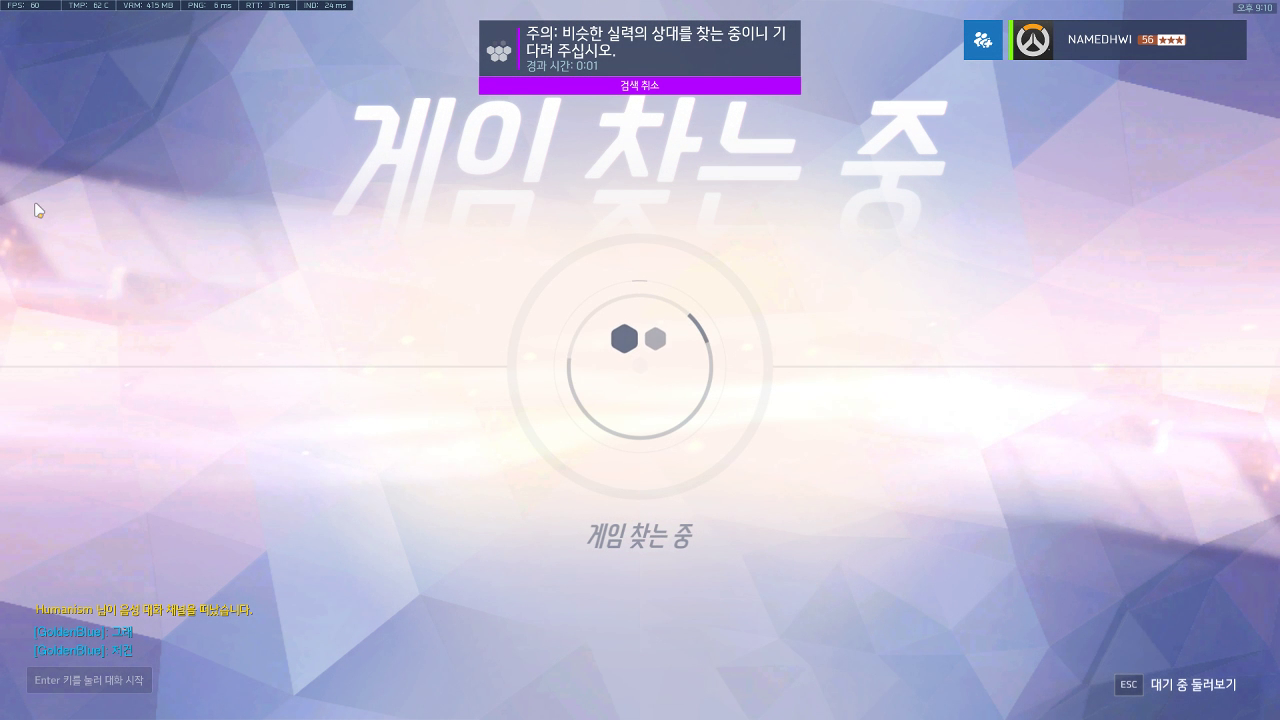 FPS: 60 TMP: 62 C VRM: 415 MB PNG: 6 ms RTT: 31 ms IND: 24 ms
오후 9:10
주의: 비슷한 실력의 상대를 찾는 중이니 기
다려 주십시오.
경과 시간: 0:01
검색 취소
NAMEDHWI 56
게임 찾는 중
게임 찾는 중
Humanism 님이 음성 대화 채널을 떠났습니다.
[GoldenBlue]: 그래
[GoldenBlue]: 저건
Enter 키를 눌러 대화 시작
ESC 대기 중 둘러보기